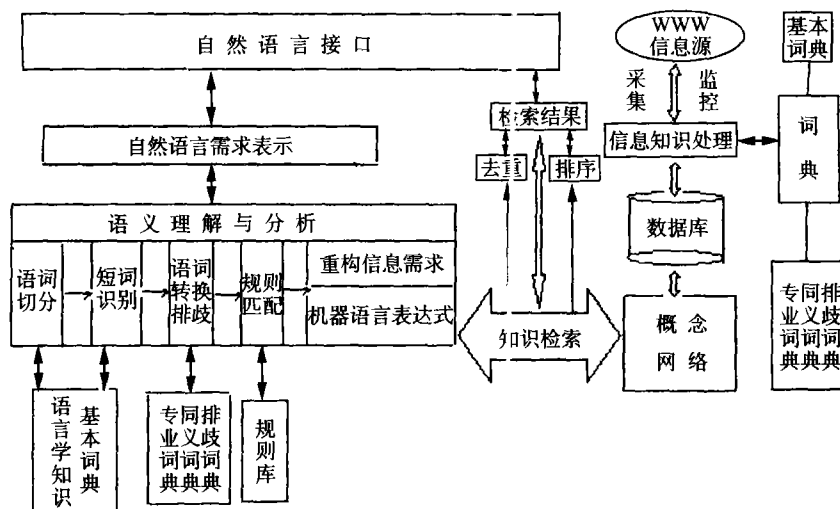 自然语言接口
WWW
信息源
基本
词典
采集
监控
检索结果
自然语言需求表示
去重
排序
信息知识处理
词典
语义理解与分析
数据库
语词
切分
短词
识别
语词
转换
排歧
规则
匹配
重构信息需求
机器语言表达式
知识检索
概念
网络
专业词典
同义词典
排歧词典
语言学知识
基本词典
专业词典
同义词典
排歧词典
规则库